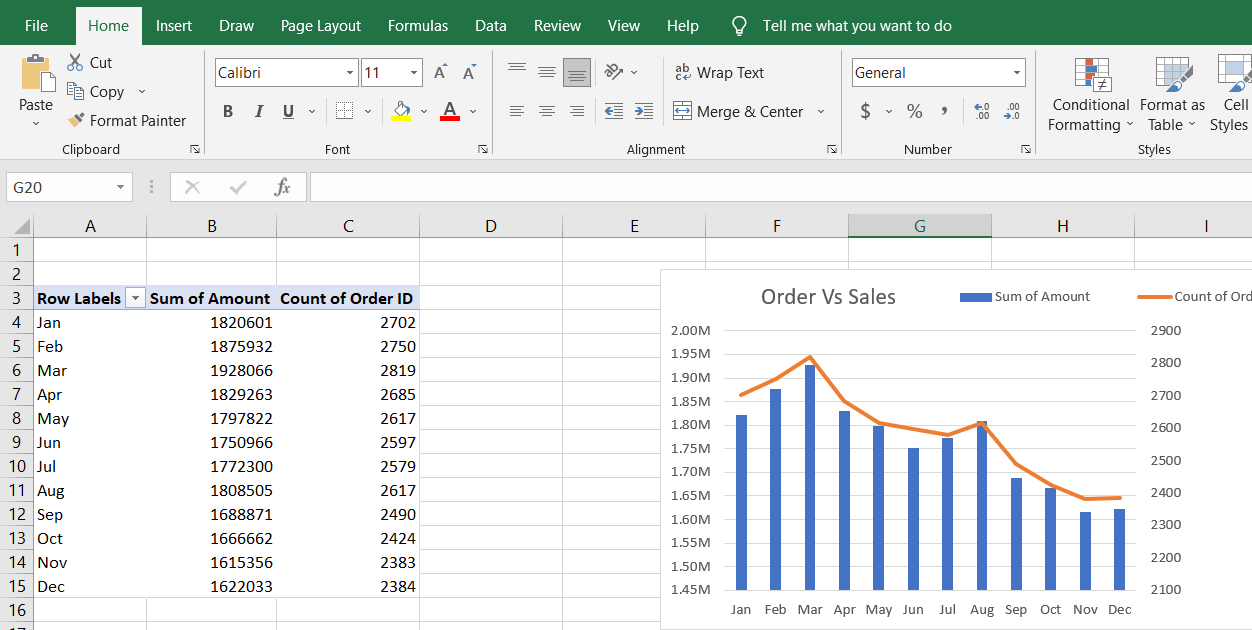 File Home Insert Draw Page Layout Formulas Data Review View Help Tell me what you want to do
Paste
Cut
Copy
Format Painter
Clipboard
Calibri 11 A A
B I U A
Font
ab c Wrap Text
Merge & Center
Alignment
General
$ % , .0 .00 .00 .0
Number
Conditional Formatting
Format as Table
Cell Styles
Styles
G20 fx
A B C D E F G H I
1
2
3 Row Labels Sum of Amount Count of Order ID
4 Jan 1820601 2702
5 Feb 1875932 2750
6 Mar 1928066 2819
7 Apr 1829263 2685
8 May 1797822 2617
9 Jun 1750966 2597
10 Jul 1772300 2579
11 Aug 1808505 2617
12 Sep 1688871 2490
13 Oct 1666662 2424
14 Nov 1615356 2383
15 Dec 1622033 2384
16
Order Vs Sales
Sum of Amount Count of Ord
2.00M 2900
1.95M
1.90M 2800
1.85M 2700
1.80M 2600
1.75M
1.70M 2500
1.65M 2400
1.60M
1.55M 2300
1.50M 2200
1.45M 2100
Jan Feb Mar Apr May Jun Jul Aug Sep Oct Nov Dec